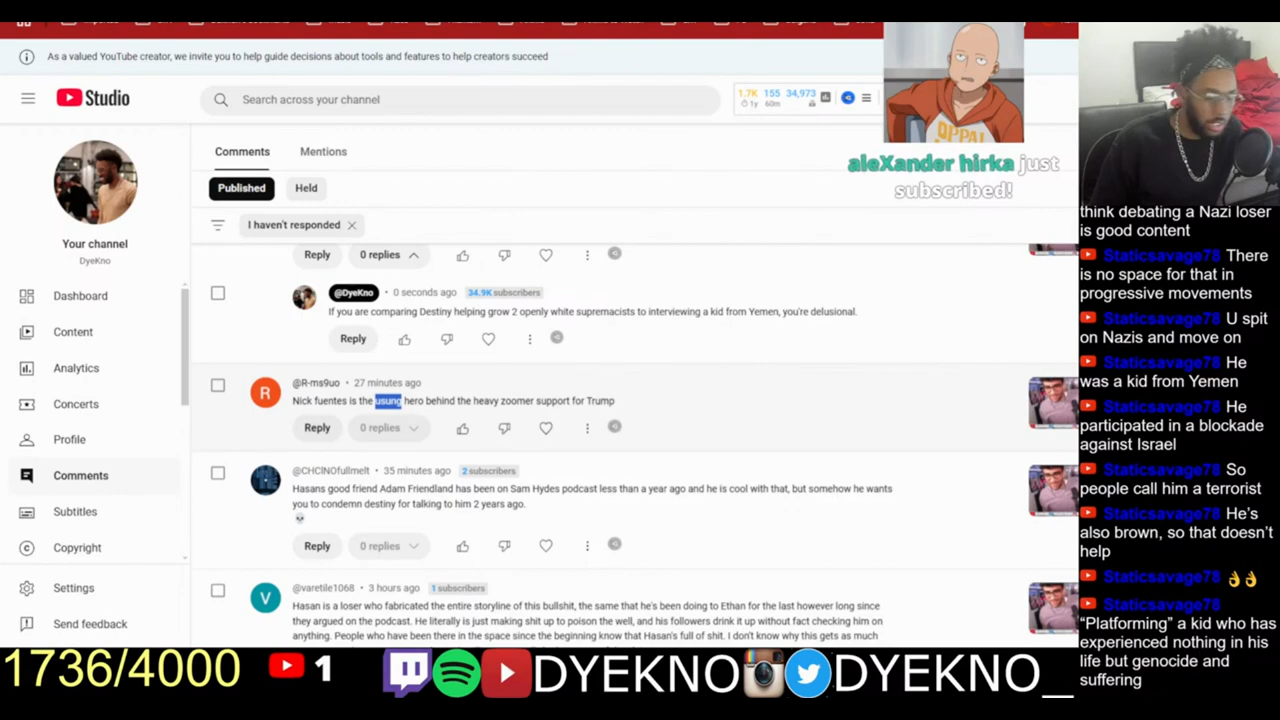 As a valued YouTube creator, we invite you to help guide decisions about tools and features to help creators succeed
Studio
Search across your channel
1.7K 155 34,973
1y 60m
OPPAI
aleXander hirka just
subscribed!
Your channel
DyeKno
Dashboard
Content
Analytics
Concerts
Profile
Comments
Subtitles
Copyright
Settings
Send feedback
Comments Mentions
Published Held
I haven't responded
Reply 0 replies
@DyeKno • 0 seconds ago 34.9K subscribers
If you are comparing Destiny helping grow 2 openly white supremacists to interviewing a kid from Yemen, you're delusional.
Reply
R
@R-ms9uo • 27 minutes ago
Nick fuentes is the usung hero behind the heavy zoomer support for Trump
Reply 0 replies
@CHCINOfullmelt • 35 minutes ago 2 subscribers
Hasans good friend Adam Friendland has been on Sam Hydes podcast less than a year ago and he is cool with that, but somehow he wants
you to condemn destiny for talking to him 2 years ago.
💀
Reply 0 replies
V
@varetile1068 • 3 hours ago 1 subscribers
Hasan is a loser who fabricated the entire storyline of this bullshit, the same that he's been doing to Ethan for the last however long since
they argued on the podcast. He literally is just making shit up to poison the well, and his followers drink it up without fact checking him on
anything. People who have been there in the space since the beginning know that Hasan's full of shit. I don't know why this gets as much
think debating a Nazi loser
is good content
Staticsavage78 There
is no space for that in
progressive movements
Staticsavage78 U spit
on Nazis and move on
Staticsavage78 He
was a kid from Yemen
Staticsavage78 He
participated in a blockade
against Israel
Staticsavage78 So
people call him a terrorist
Staticsavage78 He's
also brown, so that doesn't
help
Staticsavage78 👌👌
Staticsavage78
“Platforming” a kid who has
experienced nothing in his
life but genocide and
suffering
1736/4000 1 DYEKNO DYEKNO_